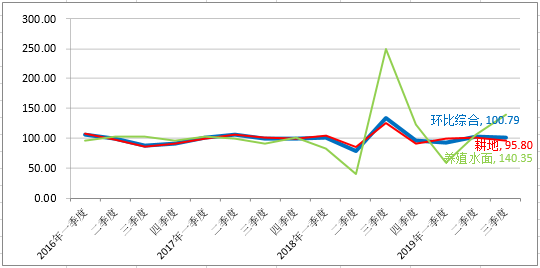 300.00
250.00
200.00
150.00
100.00
50.00
0.00
环比综合, 100.79
耕地, 95.80
养殖水面, 140.35
2016年一季度
二季度
三季度
四季度
2017年一季度
二季度
三季度
四季度
2018年一季度
二季度
三季度
四季度
2019年一季度
二季度
三季度